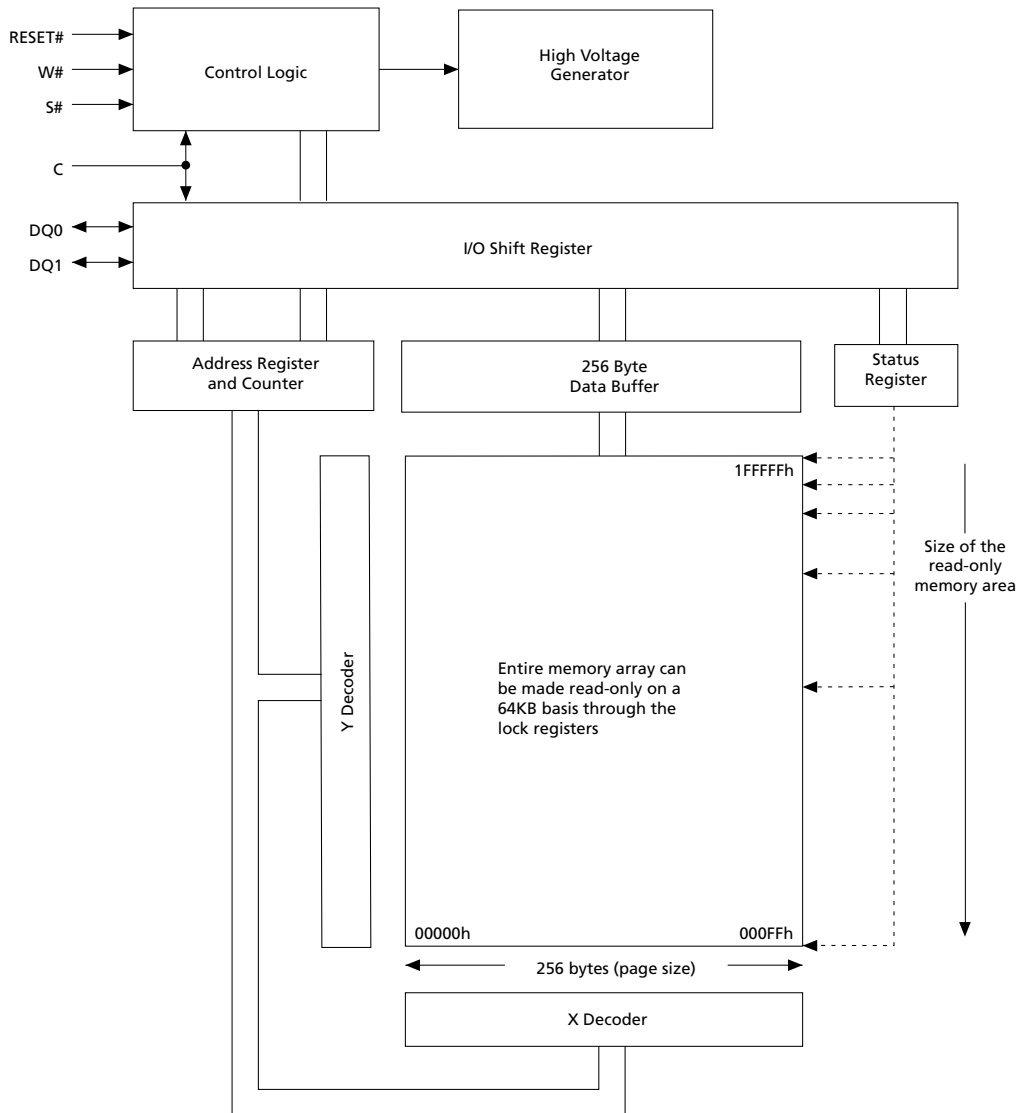 RESET#
W#
S#
Control Logic
High Voltage
Generator
C
DQ0
DQ1
I/O Shift Register
Address Register
and Counter
256 Byte
Data Buffer
Status
Register
1FFFFFh
Size of the
read-only
memory area
Y Decoder
Entire memory array can
be made read-only on a
64KB basis through the
lock registers
00000h
000FFh
256 bytes (page size)
X Decoder